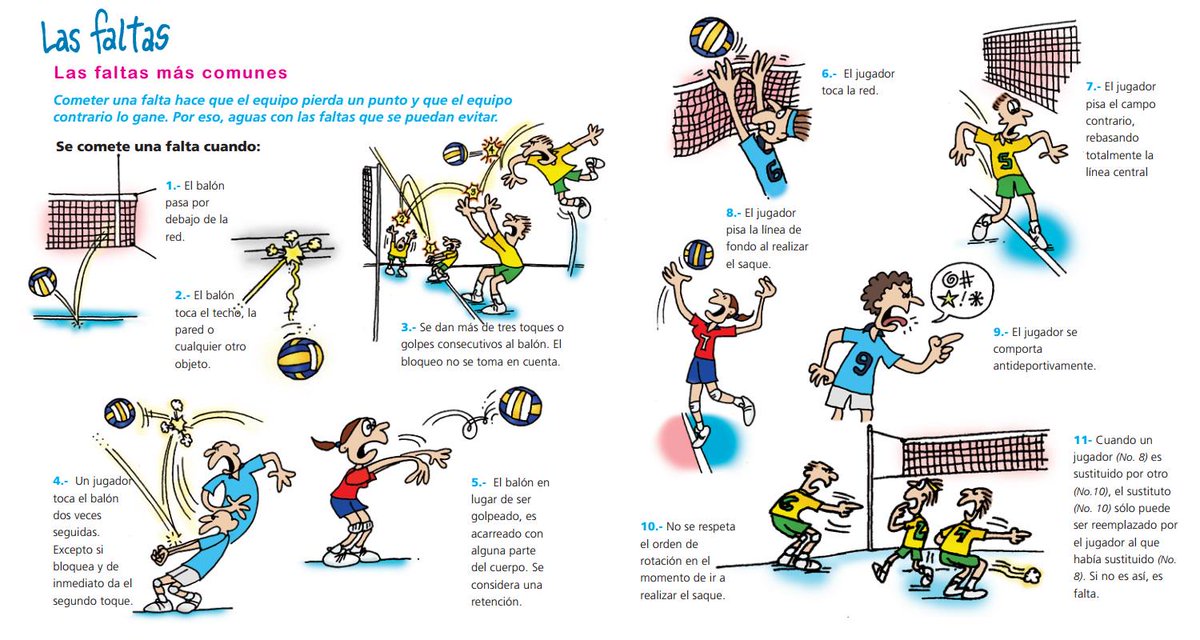 Las faltas
Las faltas más comunes
Cometer una falta hace que el equipo pierda un punto y que el equipo
contrario lo gane. Por eso, aguas con las faltas que se puedan evitar.
Se comete una falta cuando:
1.- El balón
pasa por
debajo de la
red.
2.- El balón
toca el techo, la
pared o
cualquier otro
objeto.
1
2
3
4
3.- Se dan más de tres toques o
golpes consecutivos al balón. El
bloqueo no se toma en cuenta.
4.- Un jugador
toca el balón
dos veces
seguidas.
Excepto si
bloquea y de
inmediato da el
segundo toque.
5.- El balón en
lugar de ser
golpeado, es
acarreado con
alguna parte
del cuerpo. Se
considera una
retención.
6.- El jugador
toca la red.
6
7.- El jugador
pisa el campo
contrario,
rebasando
totalmente la
línea central
5
8.- El jugador
pisa la línea de
fondo al realizar
el saque.
1
@#
☆!*
9
9.- El jugador se
comporta
antideportivamente.
10.- No se respeta
el orden de
rotación en el
momento de ir a
realizar el saque.
6
2
11- Cuando un
jugador (No. 8) es
sustituido por otro
(No.10), el sustituto
(No. 10) sólo puede
ser reemplazado por
el jugador al que
había sustituido (No.
8). Si no es así, es
falta.